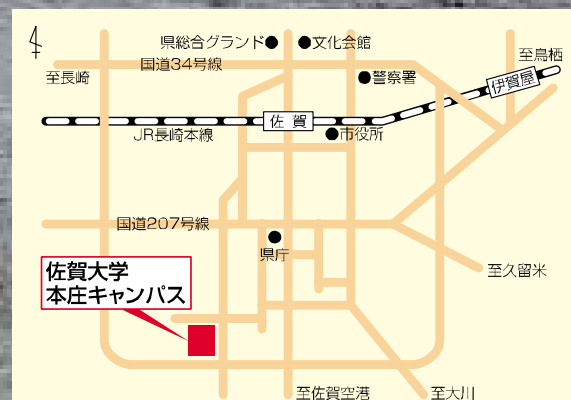 県総合グランド
文化会館
至鳥栖
国道34号線
至長崎
警察署
伊賀屋
佐賀
JR長崎本線
市役所
国道207号線
県庁
佐賀大学
本庄キャンパス
至久留米
至佐賀空港
至大川